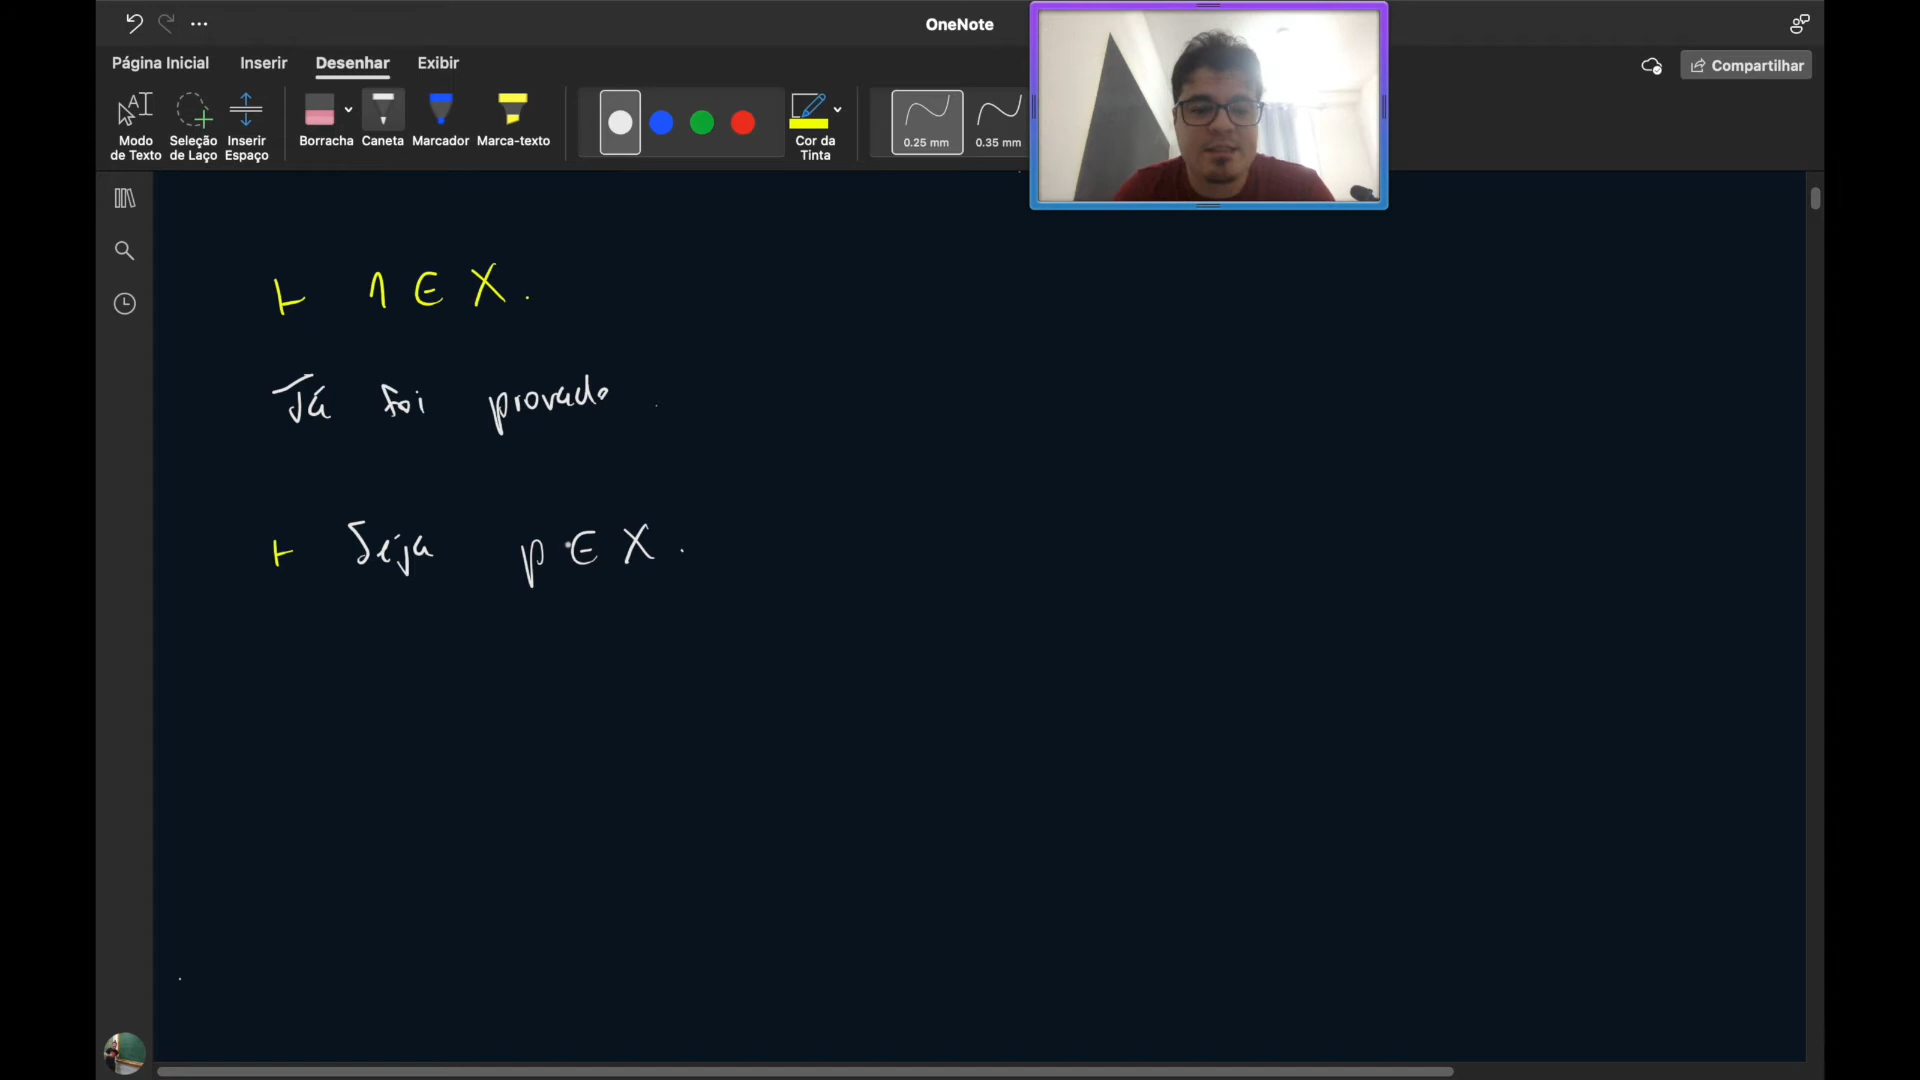 OneNote
Página Inicial Inserir Desenhar Exibir
Compartilhar
Modo de Texto
Seleção de Laço
Inserir Espaço
Borracha
Caneta
Marcador
Marca-texto
Cor da Tinta
0.25 mm
0.35 mm
⊢ 1 ∈ X.
Já foi provado.
⊢ Seja p ∈ X.